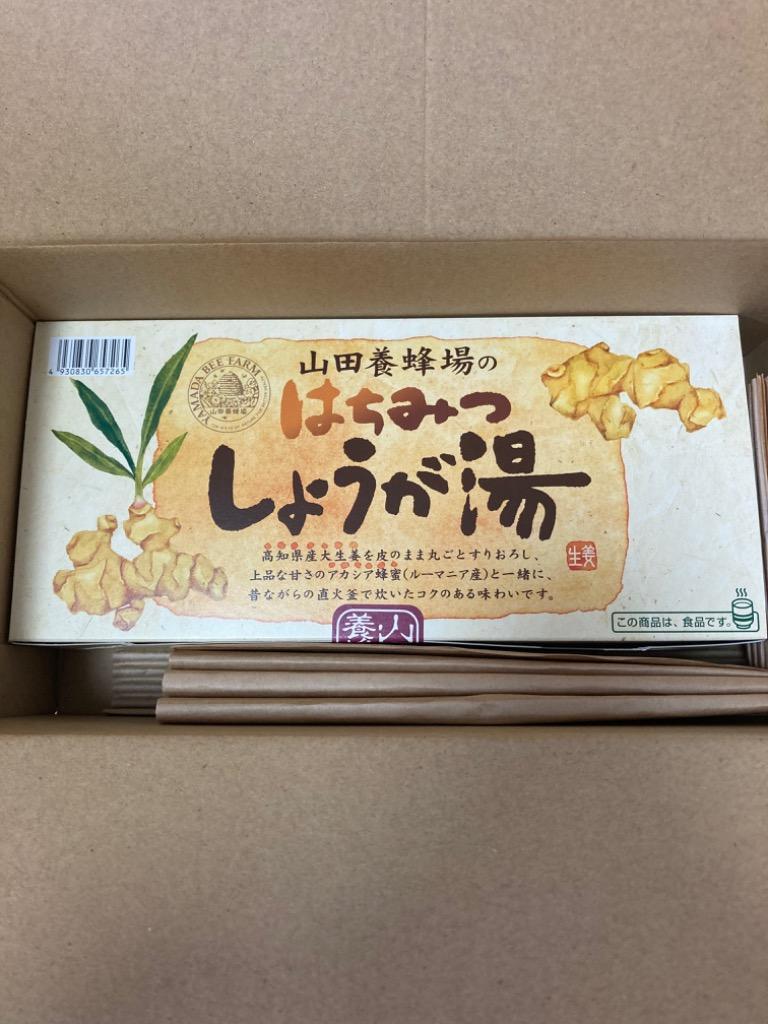 4 930830 657265
YAMADA BEE FARM
山田養蜂場
山田養蜂場の
はちみつ
しょうが湯
高知県産大生姜を皮のまま丸ごとすりおろし、
上品な甘さのアカシア蜂蜜(ルーマニア産)と一緒に、
昔ながらの直火釜で炊いたコクのある味わいです。
生姜
この商品は、食品です。